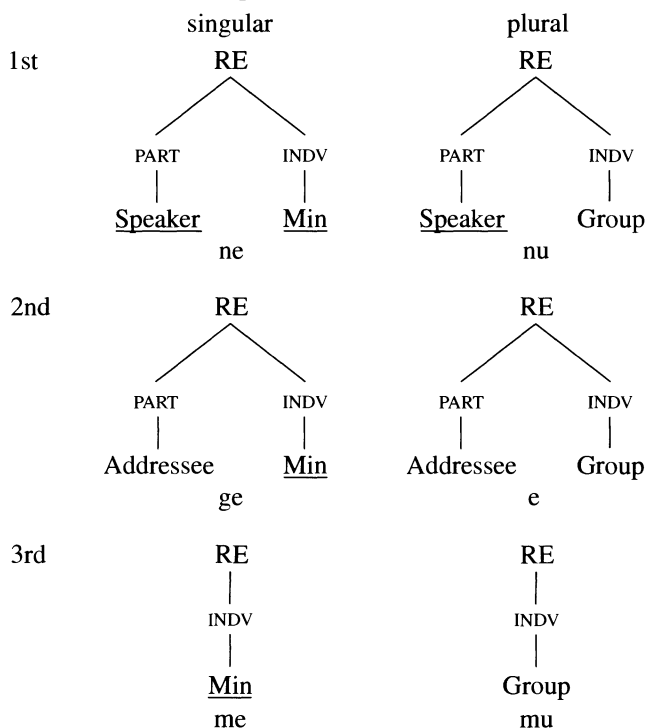 singular plural
1st RE RE
PART INDV PART INDV
Speaker Min Speaker Group
ne nu
2nd RE RE
PART INDV PART INDV
Addressee Min Addressee Group
ge e
3rd RE RE
INDV INDV
Min Group
me mu